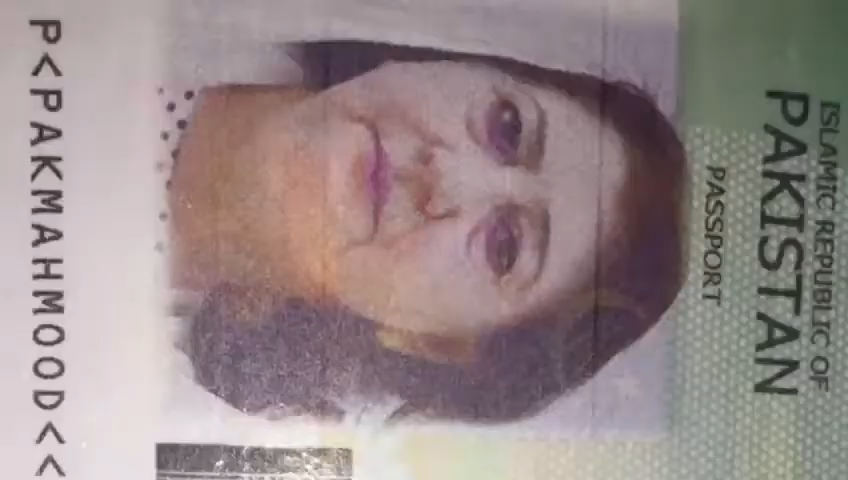 ISLAMIC REPUBLIC OF
PAKISTAN
PASSPORT
P<PAKMAHMOOD<<